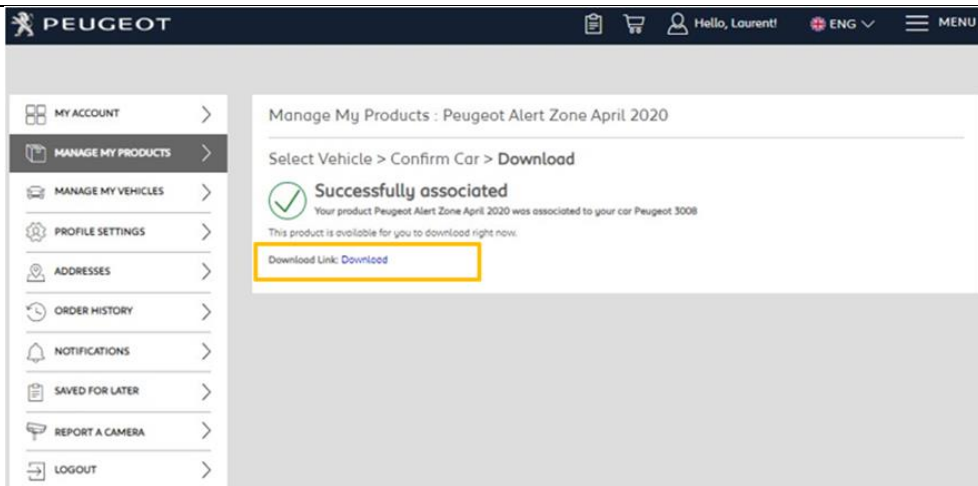 PEUGEOT
Hello, Laurent!
ENG
MENU
MY ACCOUNT
MANAGE MY PRODUCTS
MANAGE MY VEHICLES
PROFILE SETTINGS
ADDRESSES
ORDER HISTORY
NOTIFICATIONS
SAVED FOR LATER
REPORT A CAMERA
LOGOUT
Manage My Products : Peugeot Alert Zone April 2020
Select Vehicle > Confirm Car > Download
Successfully associated
Your product Peugeot Alert Zone April 2020 was associated to your car Peugeot 3008
This product is available for you to download right now.
Download Link: Download